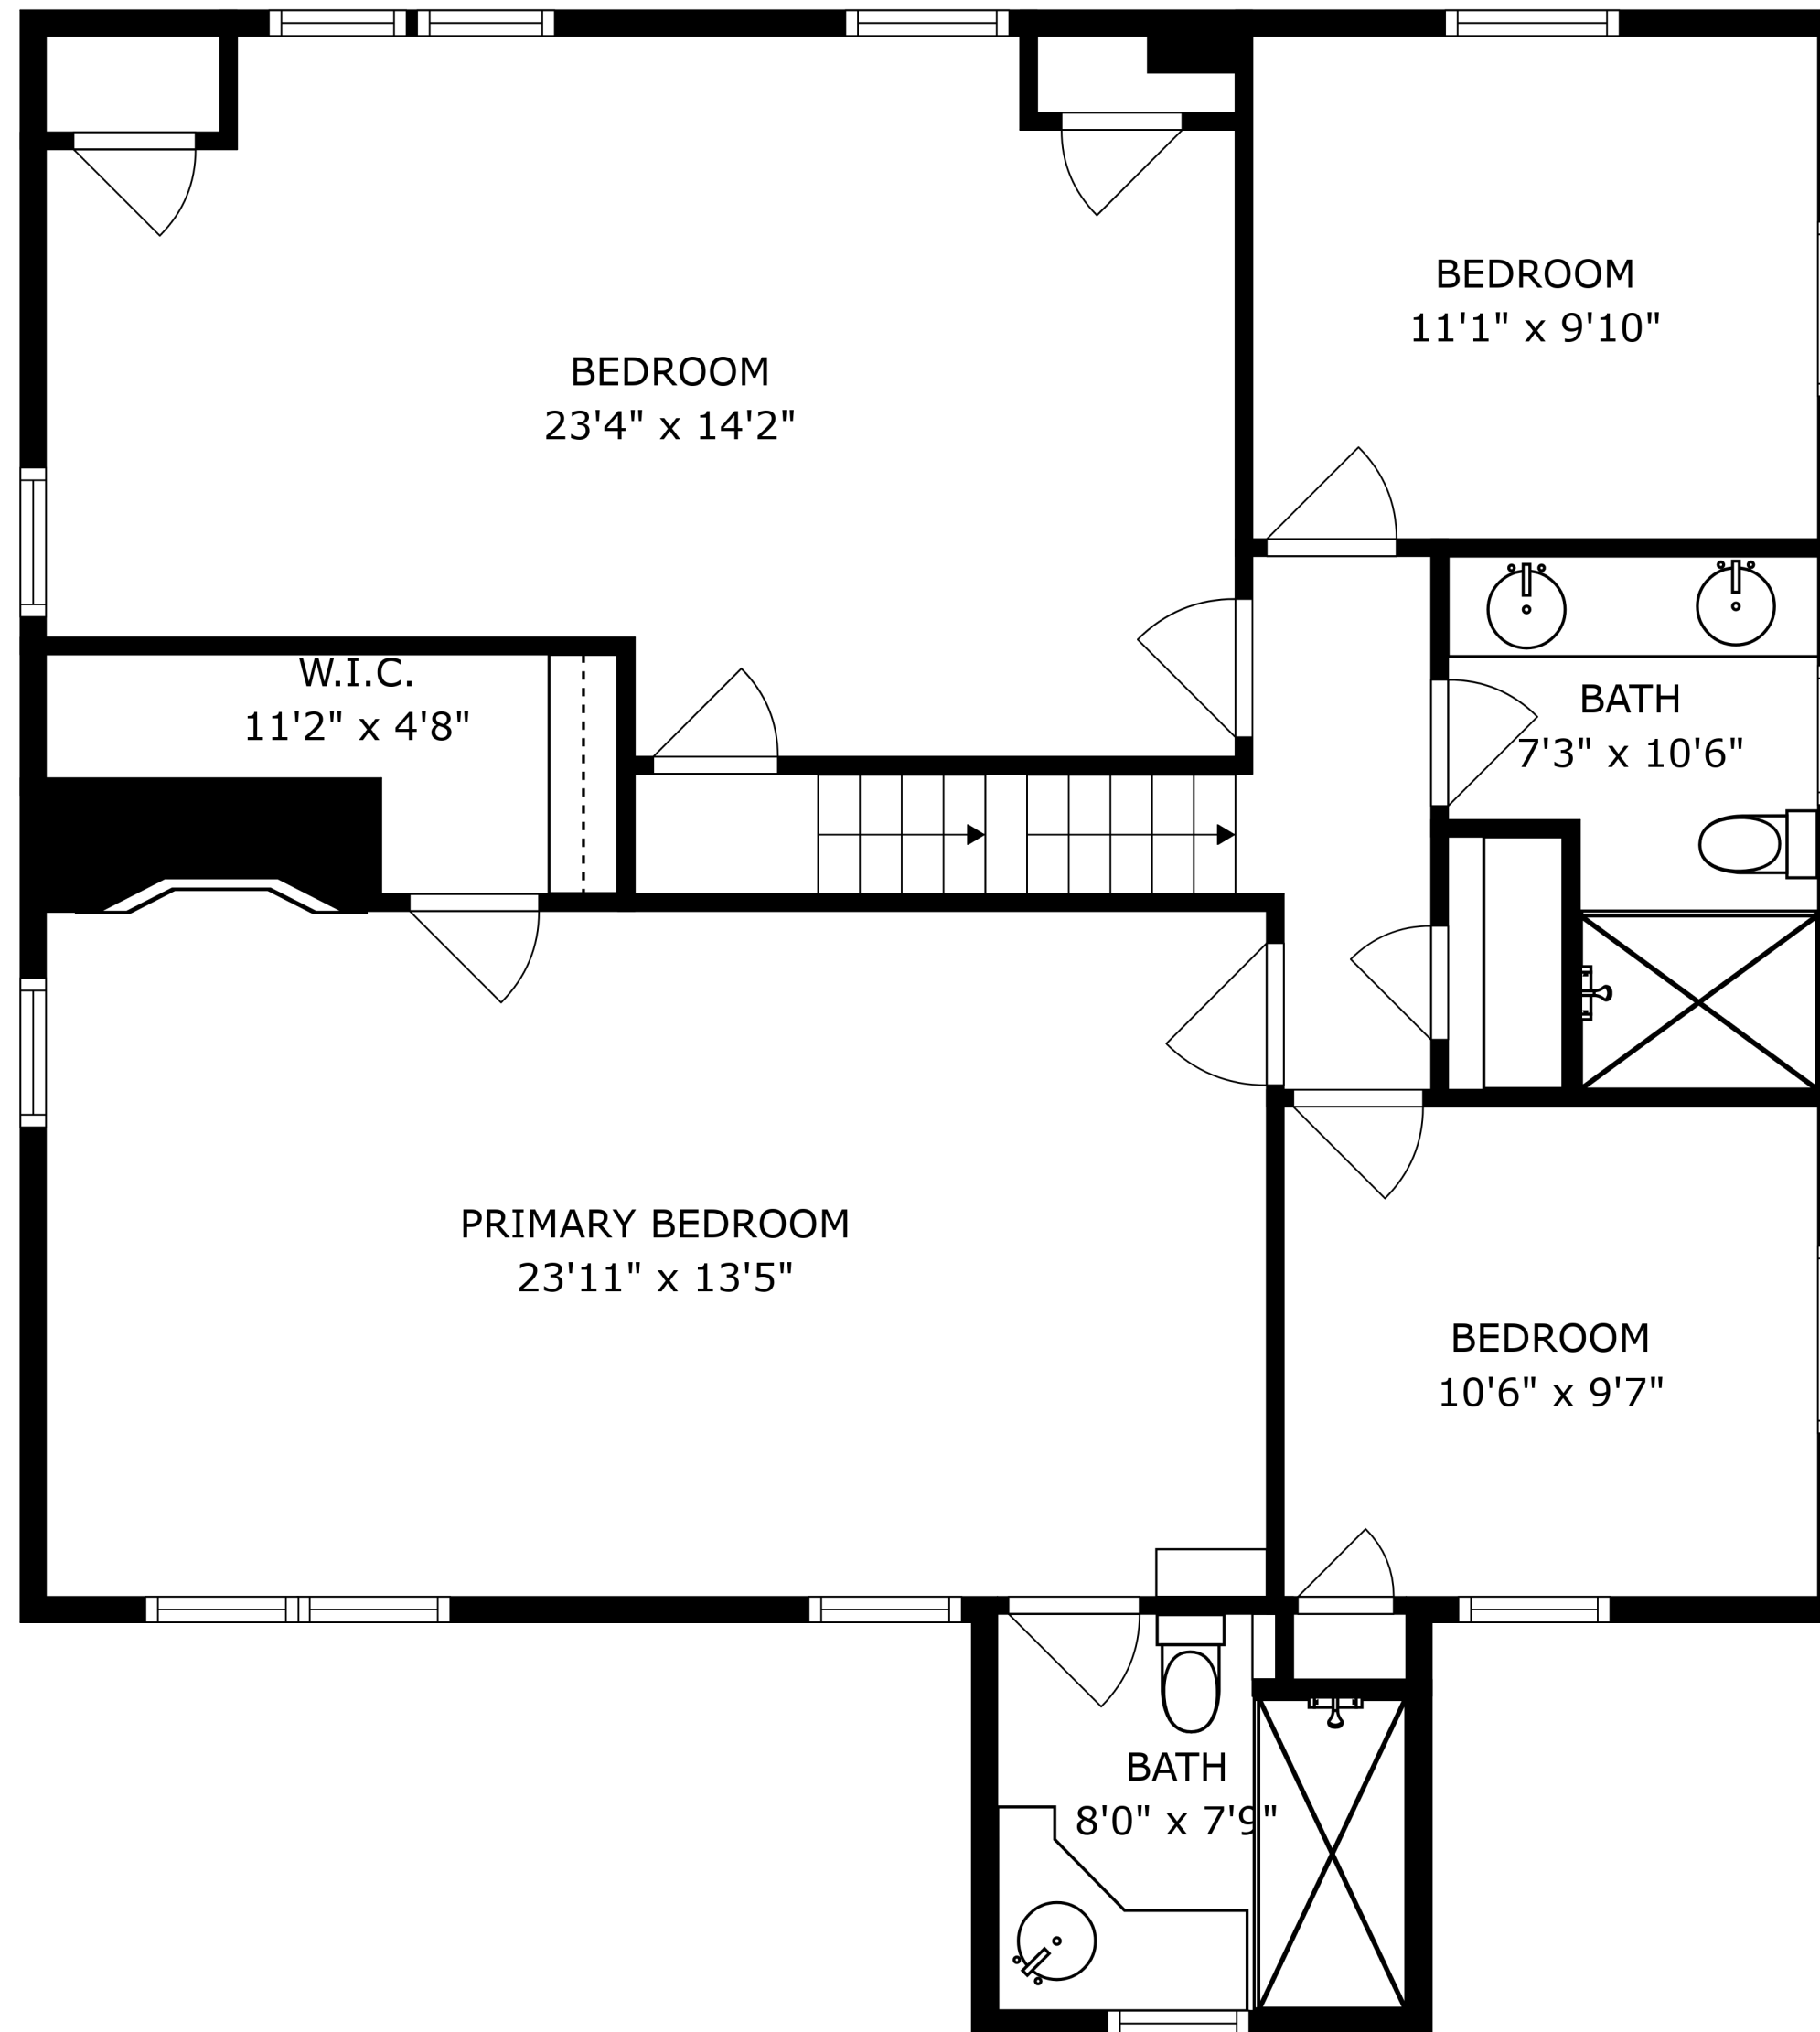 BEDROOM
11'1" x 9'10"
BEDROOM
23'4" x 14'2"
W.I.C.
11'2" x 4'8"
BATH
7'3" x 10'6"
PRIMARY BEDROOM
23'11" x 13'5"
BEDROOM
10'6" x 9'7"
BATH
8'0" x 7'9"